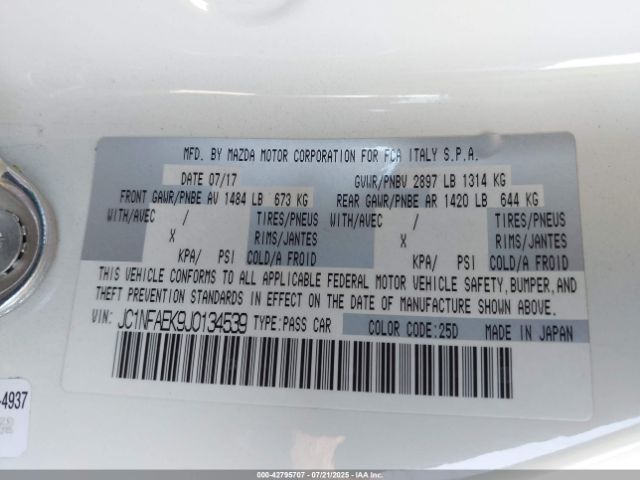 MFD. BY MAZDA MOTOR CORPORATION FOR FCA ITALY S.P.A.
DATE 07/17 GVWR/PNBV 2897 LB 1314 KG
FRONT GAWR/PNBE AV 1484 LB 673 KG REAR GAWR/PNBE AR 1420 LB 644 KG
WITH/AVEC / TIRES/PNEUS WITH/AVEC / TIRES/PNEUS
X RIMS/JANTES X RIMS/JANTES
KPA/ PSI COLD/A FROID KPA/ PSI COLD/A FROID
THIS VEHICLE CONFORMS TO ALL APPLICABLE FEDERAL MOTOR VEHICLE SAFETY, BUMPER, AND
THEFT PREVENTION STANDARDS IN EFFECT ON THE DATE OF MANUFACTURE SHOWN ABOVE.
VIN: JC1NFAEK9J0134539 TYPE:PASS CAR COLOR CODE:25D MADE IN JAPAN
-4937
000-42795707 - 07/21/2025 - IAAI.COM